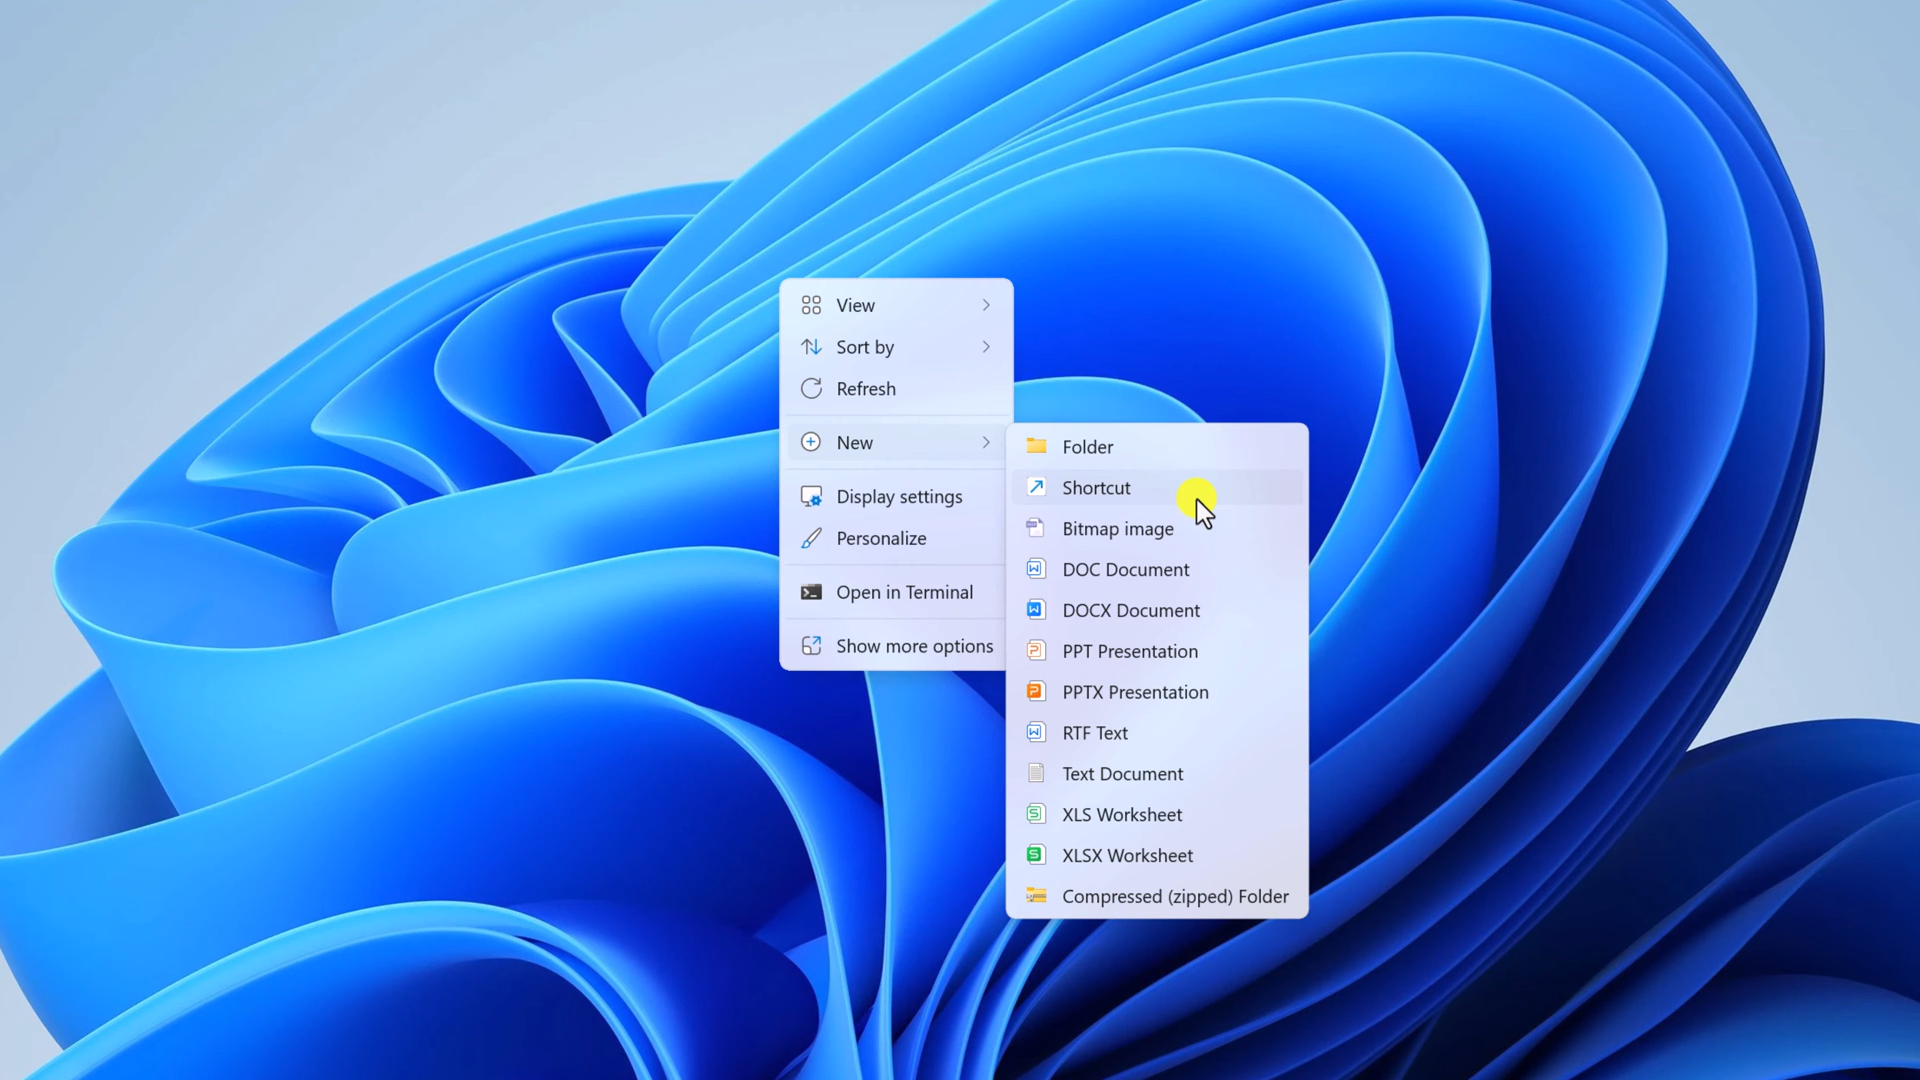 View
Sort by
Refresh
New
Display settings
Personalize
Open in Terminal
Show more options
Folder
Shortcut
Bitmap image
DOC Document
DOCX Document
PPT Presentation
PPTX Presentation
RTF Text
Text Document
XLS Worksheet
XLSX Worksheet
Compressed (zipped) Folder